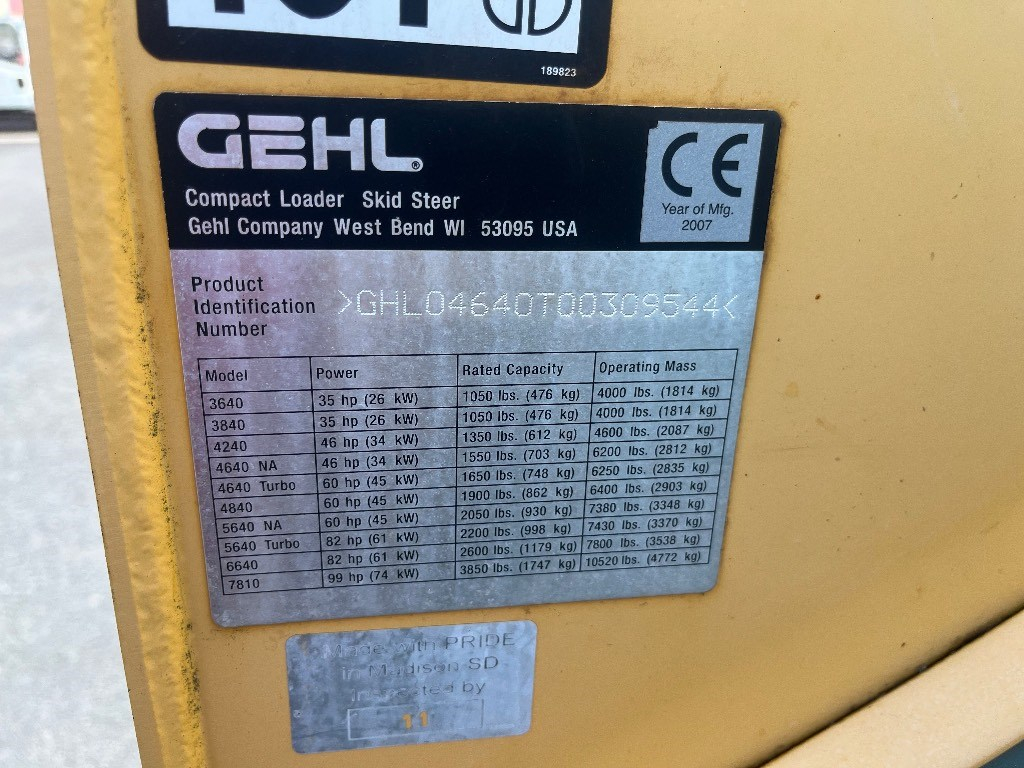 189823
GEHL®
Compact Loader Skid Steer
Gehl Company West Bend WI 53095 USA
CE
Year of Mfg.
2007
Product
Identification
Number
>GHL04640T00309544<
Model Power Rated Capacity Operating Mass
3640 35 hp (26 kW) 1050 lbs. (476 kg) 4000 lbs. (1814 kg)
3840 35 hp (26 kW) 1050 lbs. (476 kg) 4000 lbs. (1814 kg)
4240 46 hp (34 kW) 1350 lbs. (612 kg) 4600 lbs. (2087 kg)
4640 NA 46 hp (34 kW) 1550 lbs. (703 kg) 6200 lbs. (2812 kg)
4640 Turbo 60 hp (45 kW) 1650 lbs. (748 kg) 6250 lbs. (2835 kg)
4840 60 hp (45 kW) 1900 lbs. (862 kg) 6400 lbs. (2903 kg)
5640 NA 60 hp (45 kW) 2050 lbs. (930 kg) 7380 lbs. (3348 kg)
5640 Turbo 82 hp (61 kW) 2200 lbs. (998 kg) 7430 lbs. (3370 kg)
6640 82 hp (61 kW) 2600 lbs. (1179 kg) 7800 lbs. (3538 kg)
7810 99 hp (74 kW) 3850 lbs. (1747 kg) 10520 lbs. (4772 kg)
Made with PRIDE
in Madison SD
Inspected by
11